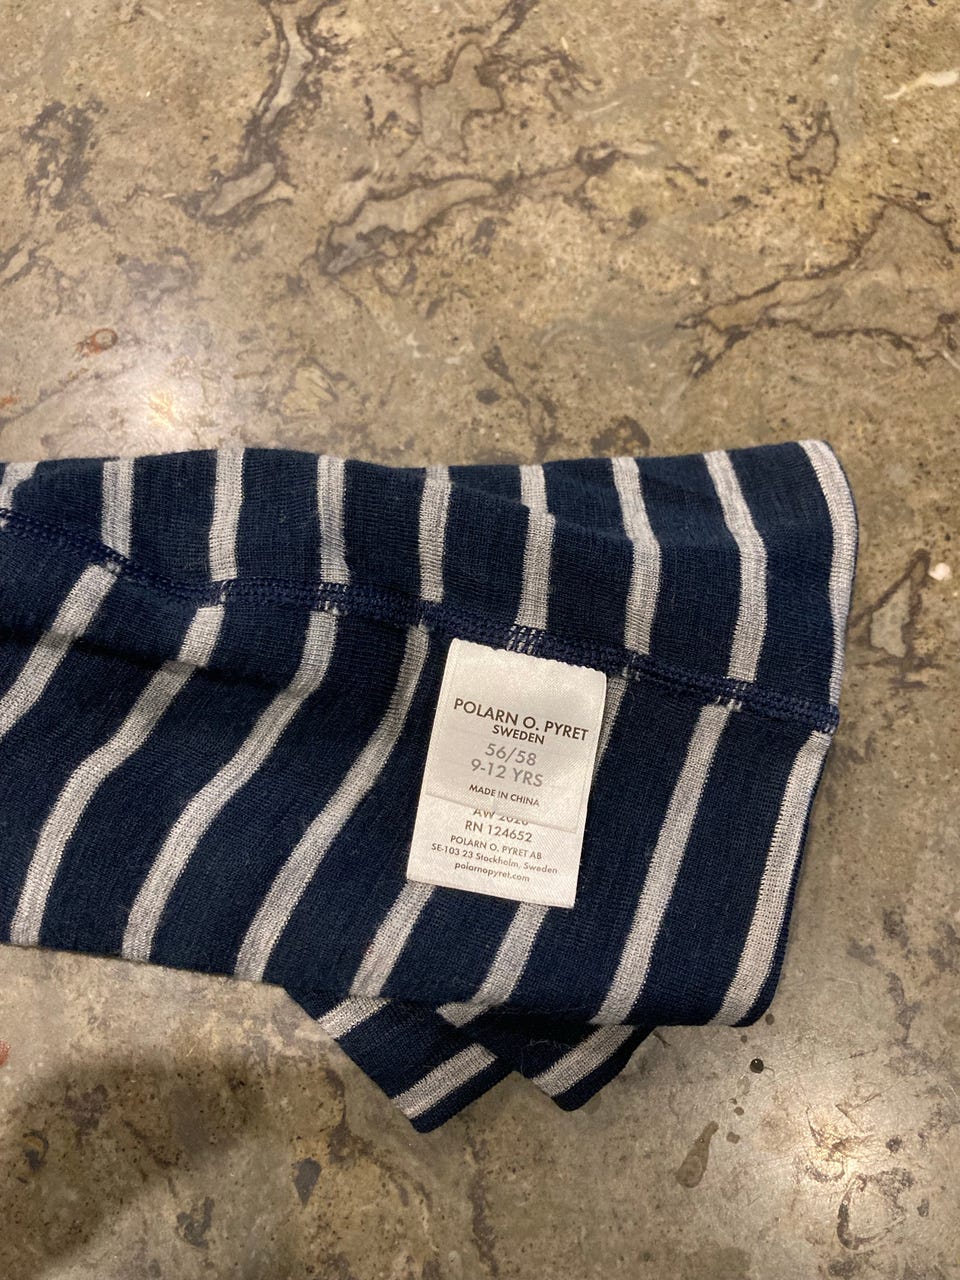 POLARN O. PYRET
SWEDEN
56/58
9-12 YRS
MADE IN CHINA
AW 2020
RN 124652
POLARN O. PYRET AB
SE-103 23 Stockholm, Sweden
polarnopyret.com